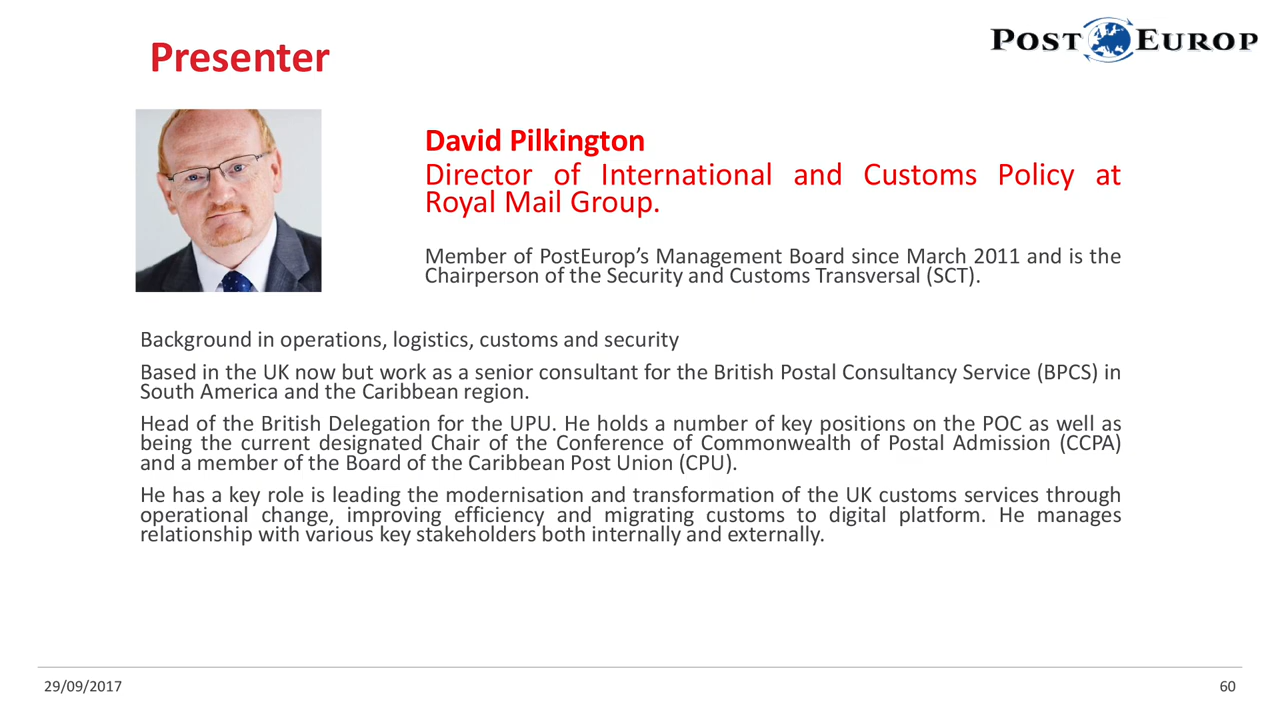 Presenter
POST EUROP
David Pilkington
Director of International and Customs Policy at
Royal Mail Group.
Member of PostEurop’s Management Board since March 2011 and is the
Chairperson of the Security and Customs Transversal (SCT).
Background in operations, logistics, customs and security
Based in the UK now but work as a senior consultant for the British Postal Consultancy Service (BPCS) in
South America and the Caribbean region.
Head of the British Delegation for the UPU. He holds a number of key positions on the POC as well as
being the current designated Chair of the Conference of Commonwealth of Postal Admission (CCPA)
and a member of the Board of the Caribbean Post Union (CPU).
He has a key role is leading the modernisation and transformation of the UK customs services through
operational change, improving efficiency and migrating customs to digital platform. He manages
relationship with various key stakeholders both internally and externally.
29/09/2017
60